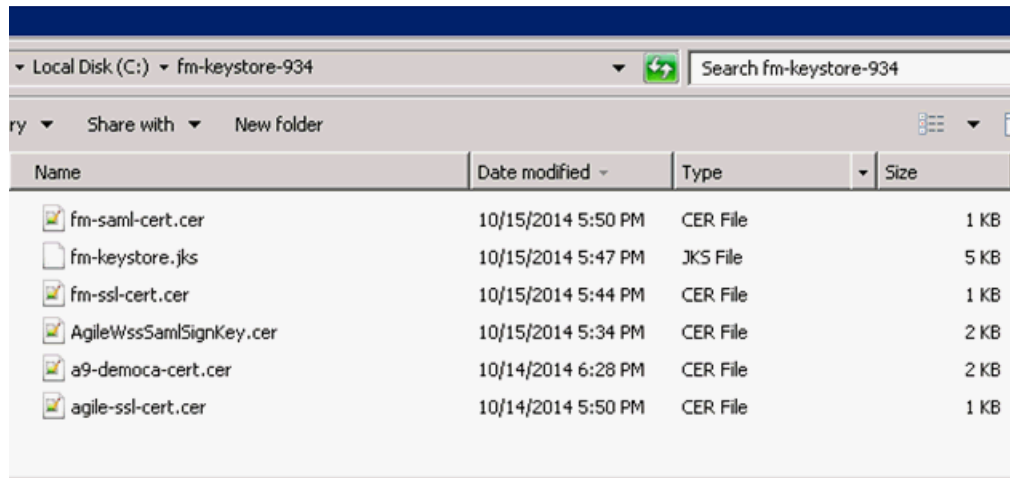 Local Disk (C:) fm-keystore-934 Search fm-keystore-934
ry Share with New folder
Name Date modified Type Size
fm-saml-cert.cer 10/15/2014 5:50 PM CER File 1 KB
fm-keystore.jks 10/15/2014 5:47 PM JKS File 5 KB
fm-ssl-cert.cer 10/15/2014 5:44 PM CER File 1 KB
AgileWssSamlSignKey.cer 10/15/2014 5:34 PM CER File 2 KB
a9-democa-cert.cer 10/14/2014 6:28 PM CER File 2 KB
agile-ssl-cert.cer 10/14/2014 5:50 PM CER File 1 KB